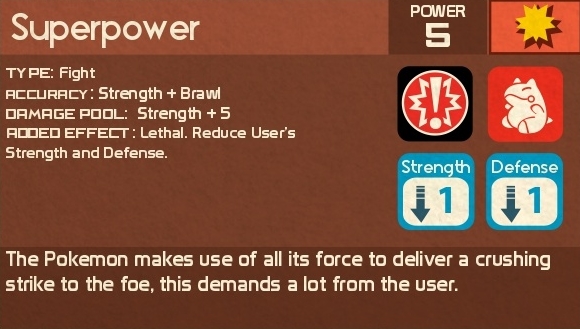 Superpower
POWER
5
TYPE: Fight
ACCURACY: Strength + Brawl
DAMAGE POOL: Strength + 5
ADDED EFFECT: Lethal. Reduce User's
Strength and Defense.
Strength
1
Defense
1
The Pokemon makes use of all its force to deliver a crushing
strike to the foe, this demands a lot from the user.